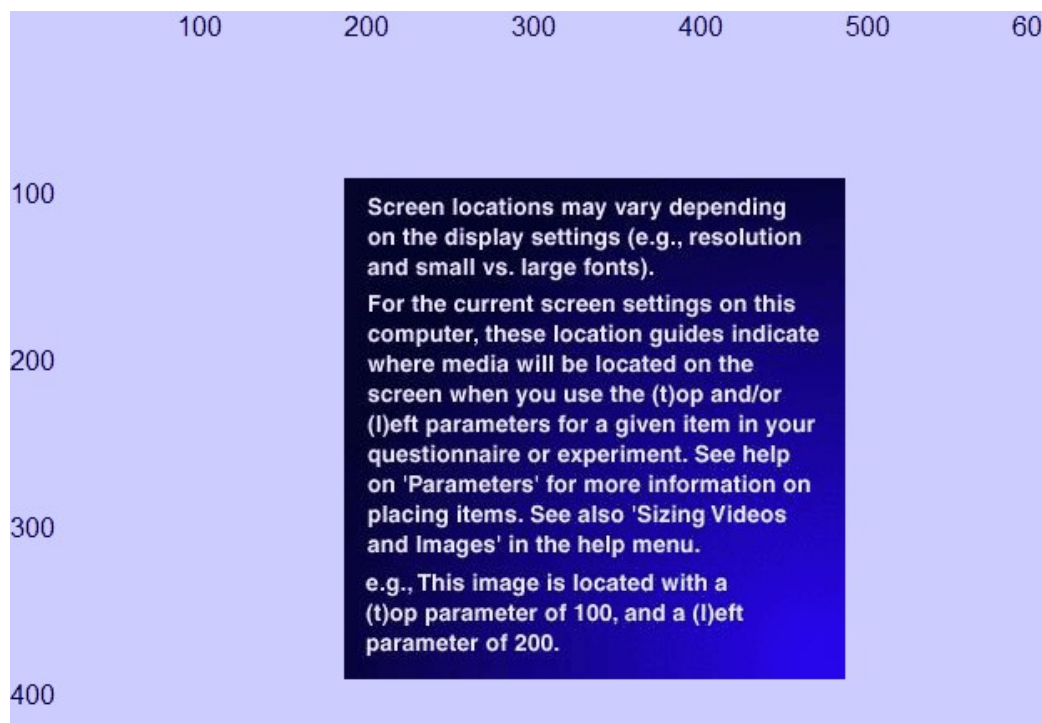 100 200 300 400 500 60
100
Screen locations may vary depending
on the display settings (e.g., resolution
and small vs. large fonts).
For the current screen settings on this
computer, these location guides indicate
200
where media will be located on the
screen when you use the (t)op and/or
(l)eft parameters for a given item in your
questionnaire or experiment. See help
on 'Parameters' for more information on
placing items. See also 'Sizing Videos
300
and Images' in the help menu.
e.g., This image is located with a
(t)op parameter of 100, and a (l)eft
parameter of 200.
400